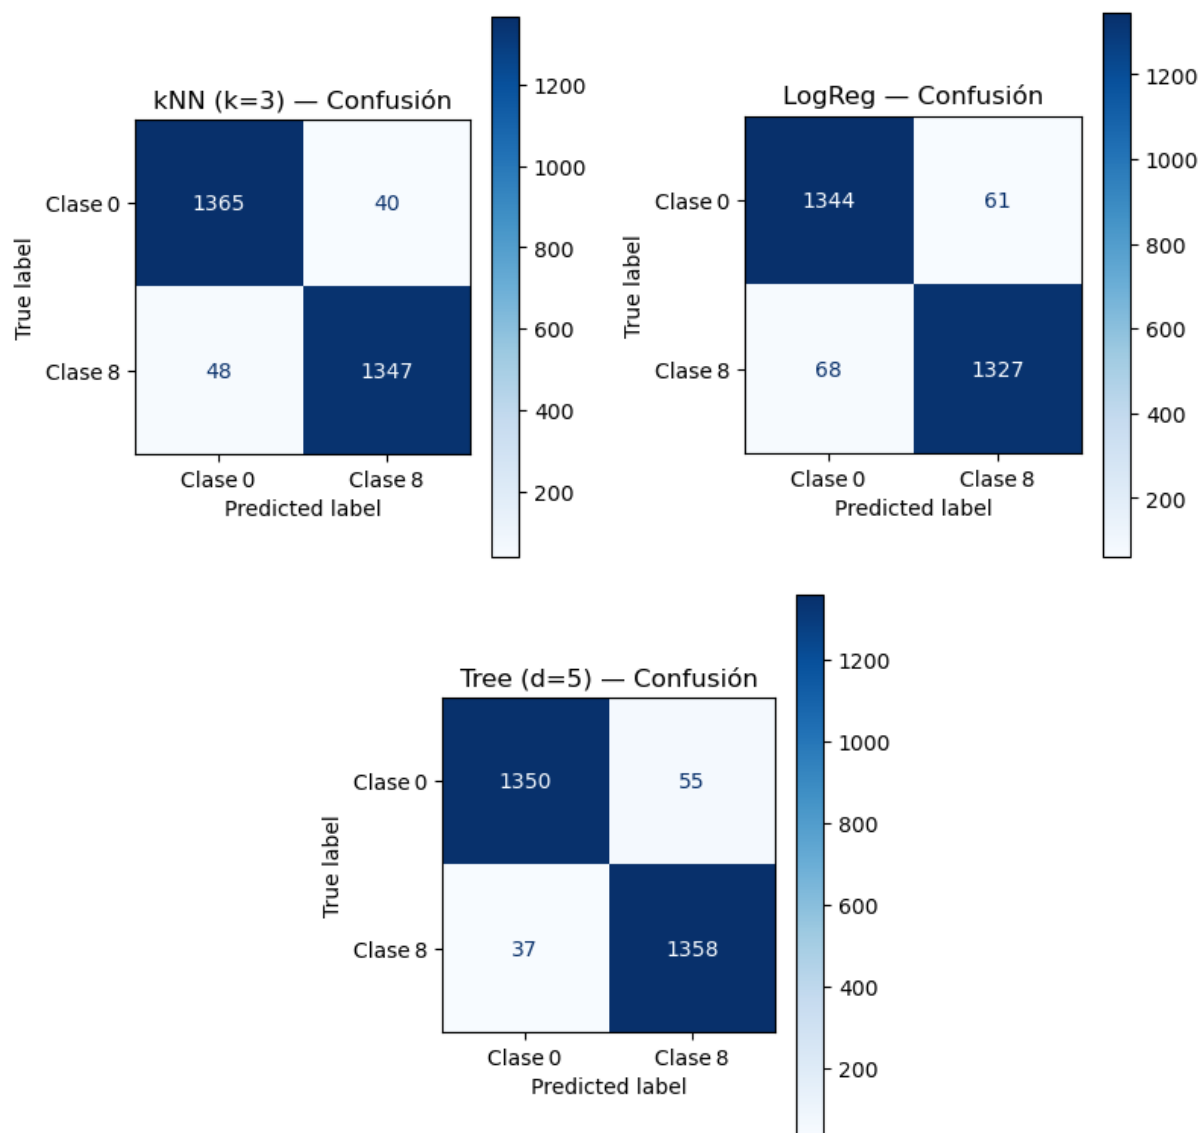 kNN (k=3) — Confusión
True label
Clase 0
Clase 8
1365 40
48 1347
Clase 0 Clase 8
Predicted label
1200
1000
800
600
400
200
LogReg — Confusión
True label
Clase 0
Clase 8
1344 61
68 1327
Clase 0 Clase 8
Predicted label
1200
1000
800
600
400
200
Tree (d=5) — Confusión
True label
Clase 0
Clase 8
1350 55
37 1358
Clase 0 Clase 8
Predicted label
1200
1000
800
600
400
200